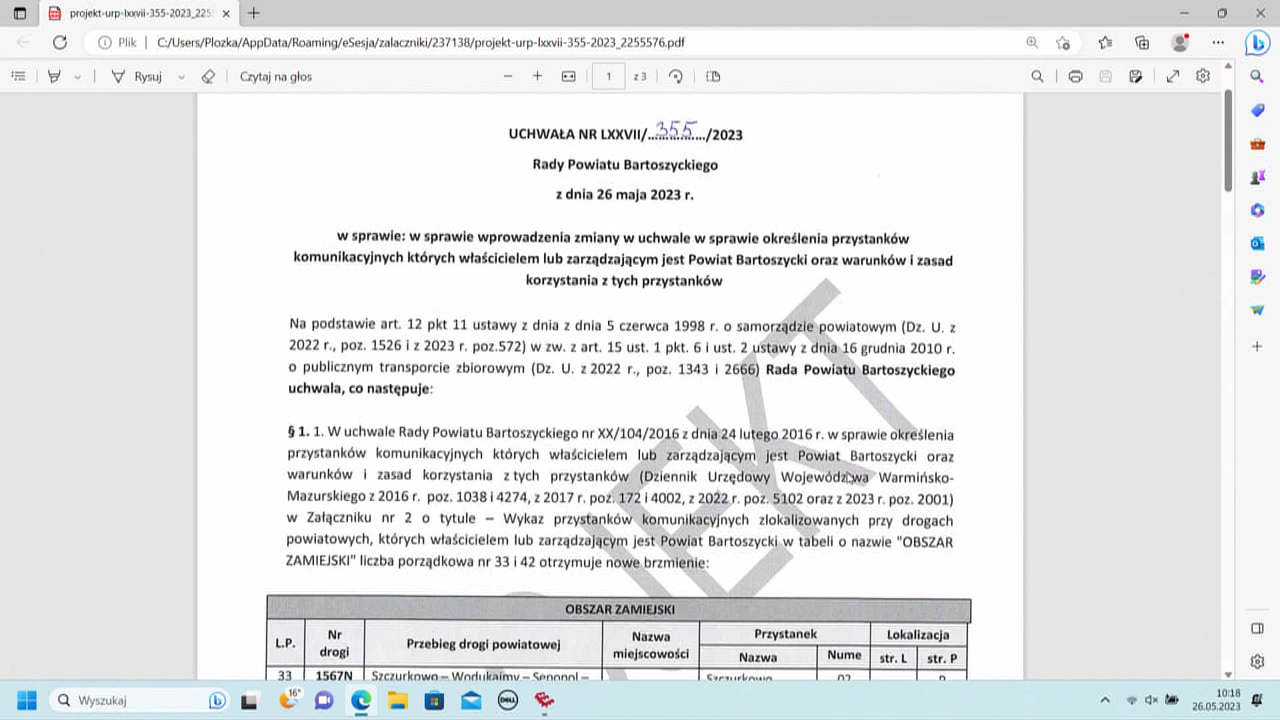 projekt-urp-lxxvii-355-2023_225
Plik | C:/Users/Plozka/AppData/Roaming/eSesja/zalaczniki/237138/projekt-urp-lxxvii-355-2023_2255576.pdf
Rysuj
Czytaj na głos
1 z 3
UCHWAŁA NR LXXVII/....355..../2023
Rady Powiatu Bartoszyckiego
z dnia 26 maja 2023 r.
w sprawie: w sprawie wprowadzenia zmiany w uchwale w sprawie określenia przystanków
komunikacyjnych których właścicielem lub zarządzającym jest Powiat Bartoszycki oraz warunków i zasad
korzystania z tych przystanków
Na podstawie art. 12 pkt 11 ustawy z dnia z dnia 5 czerwca 1998 r. o samorządzie powiatowym (Dz. U. z
2022 r., poz. 1526 i z 2023 r. poz.572) w zw. z art. 15 ust. 1 pkt. 6 i ust. 2 ustawy z dnia 16 grudnia 2010 r.
o publicznym transporcie zbiorowym (Dz. U. z 2022 r., poz. 1343 i 2666) Rada Powiatu Bartoszyckiego
uchwala, co następuje:
§ 1. 1. W uchwale Rady Powiatu Bartoszyckiego nr XX/104/2016 z dnia 24 lutego 2016 r. w sprawie określenia
przystanków komunikacyjnych których właścicielem lub zarządzającym jest Powiat Bartoszycki oraz
warunków i zasad korzystania z tych przystanków (Dziennik Urzędowy Województwa Warmińsko-
Mazurskiego z 2016 r. poz. 1038 i 4274, z 2017 r. poz. 172 i 4002, z 2022 r. poz. 5102 oraz z 2023 r. poz. 2001)
w Załączniku nr 2 o tytule – Wykaz przystanków komunikacyjnych zlokalizowanych przy drogach
powiatowych, których właścicielem lub zarządzającym jest Powiat Bartoszycki w tabeli o nazwie "OBSZAR
ZAMIEJSKI" liczba porządkowa nr 33 i 42 otrzymuje nowe brzmienie:
OBSZAR ZAMIEJSKI
L.P.
Nr
drogi
Przebieg drogi powiatowej
Nazwa
miejscowości
Przystanek
Nazwa
Nume
Lokalizacja
str. L
str. P
33 1567N Szczurkowo – Wodukajmy – Sępopol – Szczurkowo
Wyszukaj
16°
DELL
10:18
26.05.2023